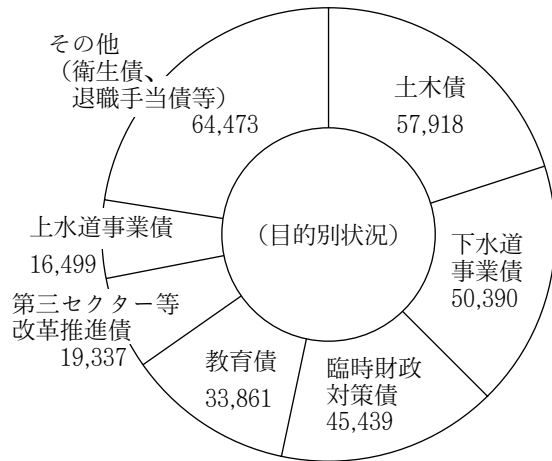 その他
（衛生債、
退職手当債等）
64,473
土木債
57,918
（目的別状況）
下水道
事業債
50,390
上水道事業債
16,499
第三セクター等
改革推進債
19,337
教育債
33,861
臨時財政
対策債
45,439